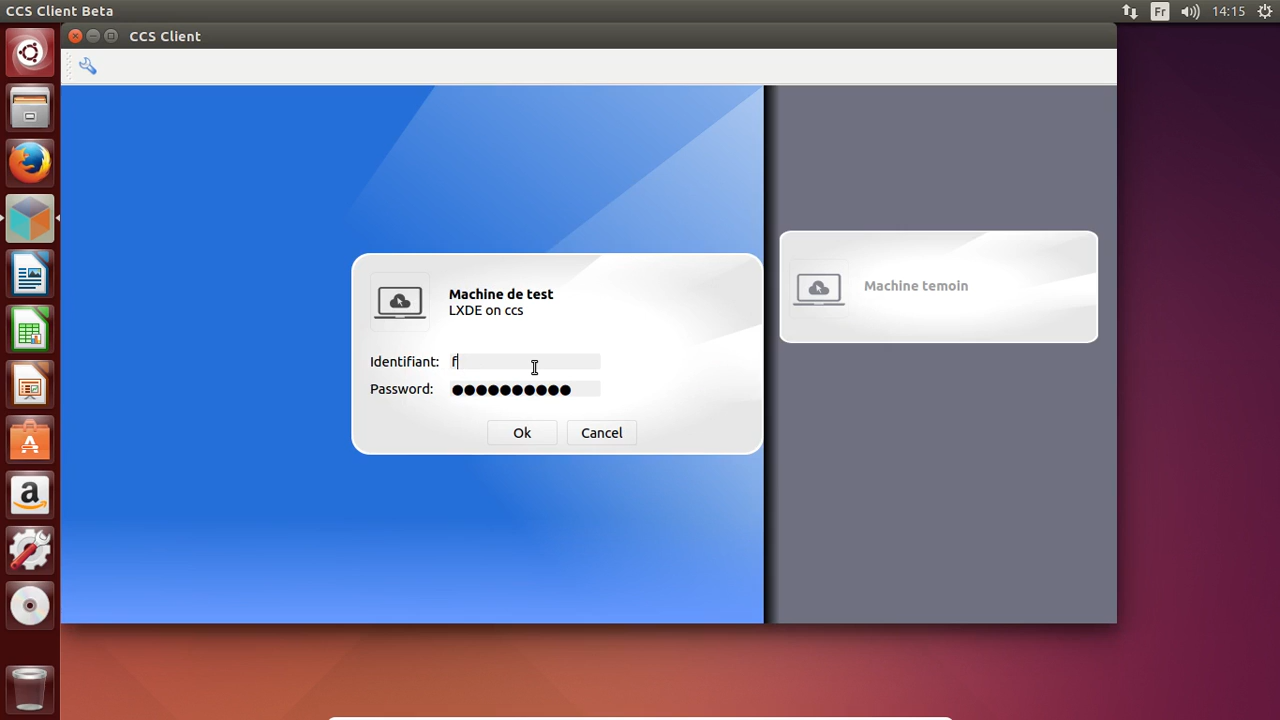 CCS Client Beta
Fr
14:15
CCS Client
Machine de test
LXDE on ccs
Identifiant: f
Password: ●●●●●●●●●●
Ok
Cancel
Machine temoin
a